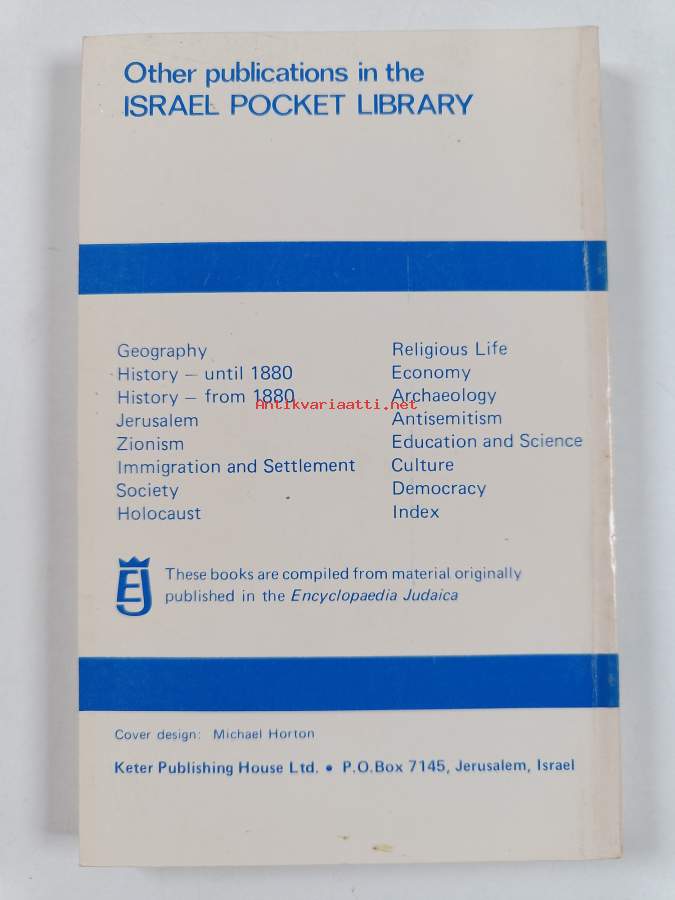 Other publications in the
ISRAEL POCKET LIBRARY
Geography
History – until 1880
History – from 1880
Jerusalem
Zionism
Immigration and Settlement
Society
Holocaust
Religious Life
Economy
Archaeology
Antisemitism
Education and Science
Culture
Democracy
Index
Antikvariaatti.net
EJ
These books are compiled from material originally
published in the Encyclopaedia Judaica
Cover design: Michael Horton
Keter Publishing House Ltd. • P.O.Box 7145, Jerusalem, Israel